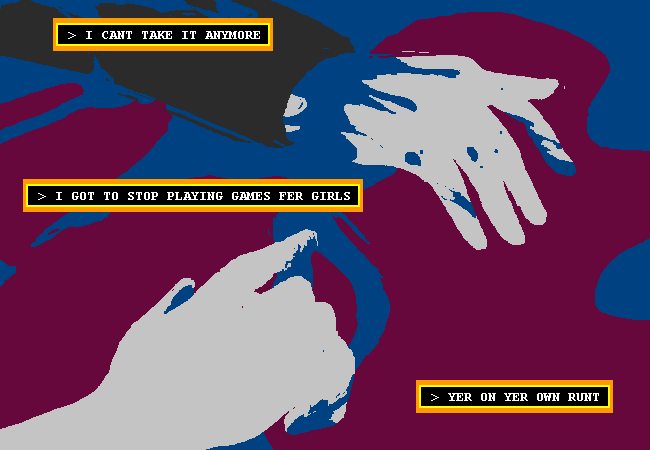 > I CANT TAKE IT ANYMORE
> I GOT TO STOP PLAYING GAMES FER GIRLS
> YER ON YER OWN RUNT